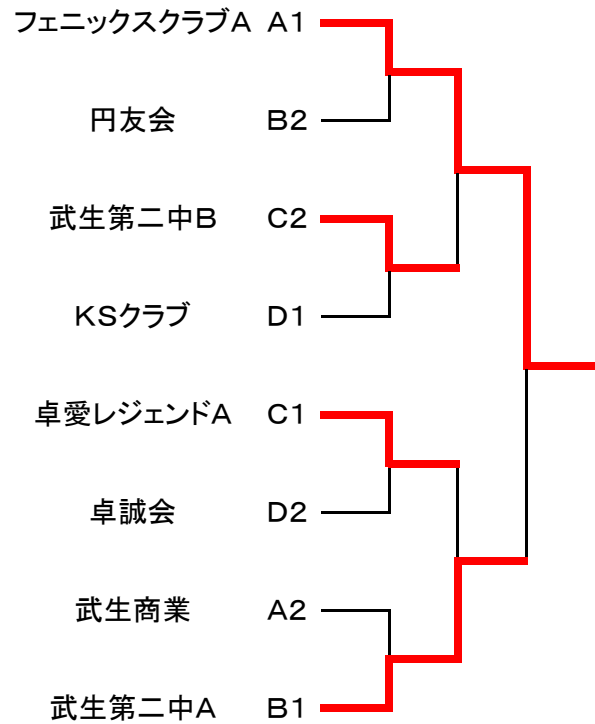 フェニックスクラブA A1
円友会 B2
武生第二中B C2
KSクラブ D1
卓愛レジェンドA C1
卓誠会 D2
武生商業 A2
武生第二中A B1